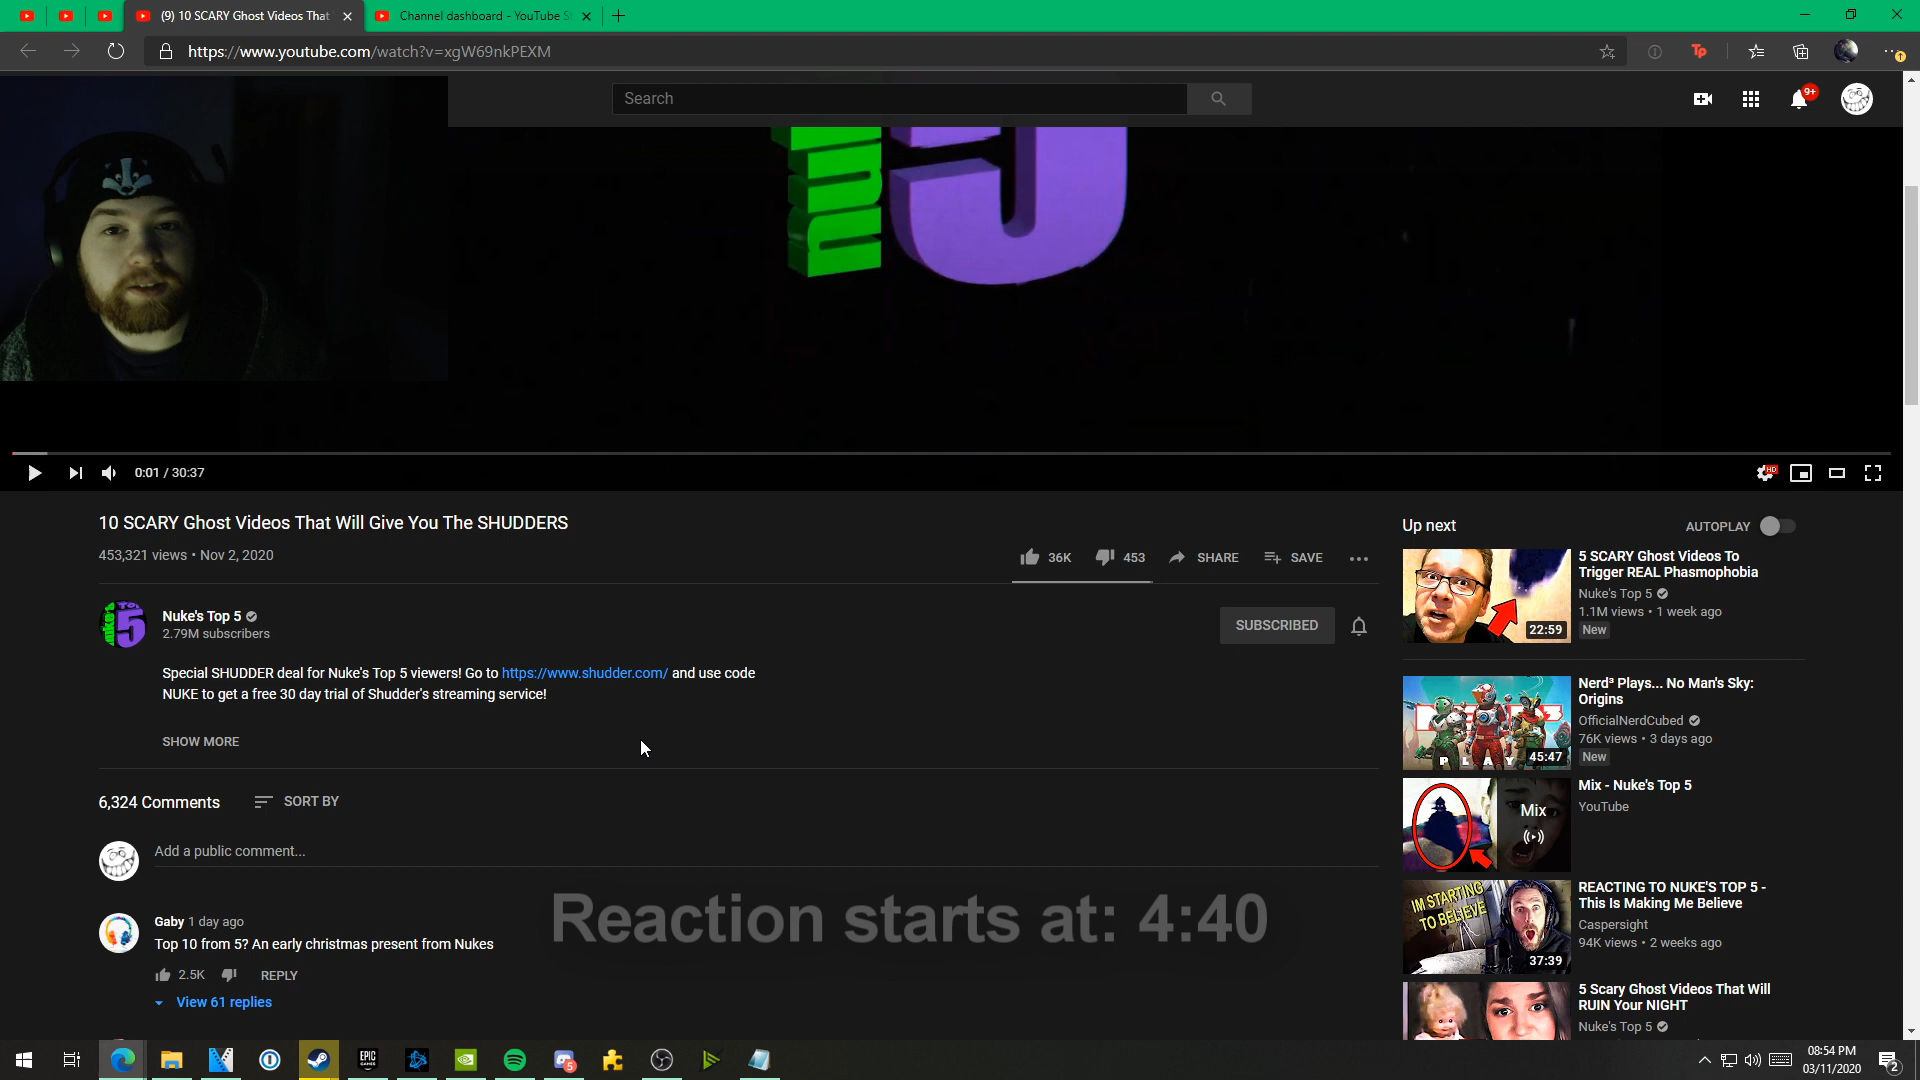 (9) 10 SCARY Ghost Videos That
Channel dashboard - YouTube S
https://www.youtube.com/watch?v=xgW69nkPEXM
Tp
Search
9+
5
0:01 / 30:37
HD
10 SCARY Ghost Videos That Will Give You The SHUDDERS
453,321 views • Nov 2, 2020
36K
453
SHARE
SAVE
Nuke's Top 5
2.79M subscribers
SUBSCRIBED
Special SHUDDER deal for Nuke's Top 5 viewers! Go to https://www.shudder.com/ and use code
NUKE to get a free 30 day trial of Shudder's streaming service!
SHOW MORE
6,324 Comments
SORT BY
Add a public comment...
Gaby 1 day ago
Top 10 from 5? An early christmas present from Nukes
2.5K
REPLY
View 61 replies
Reaction starts at: 4:40
Up next
AUTOPLAY
22:59
5 SCARY Ghost Videos To
Trigger REAL Phasmophobia
Nuke's Top 5
1.1M views • 1 week ago
New
PLAY
45:47
Nerd³ Plays... No Man's Sky:
Origins
OfficialNerdCubed
76K views • 3 days ago
New
Mix
Mix - Nuke's Top 5
YouTube
IM STARTING
TO BELIEVE
37:39
REACTING TO NUKE'S TOP 5 -
This Is Making Me Believe
Caspersight
94K views • 2 weeks ago
5 Scary Ghost Videos That Will
RUIN Your NIGHT
Nuke's Top 5
EPIC
GAMES
5
08:54 PM
03/11/2020
2